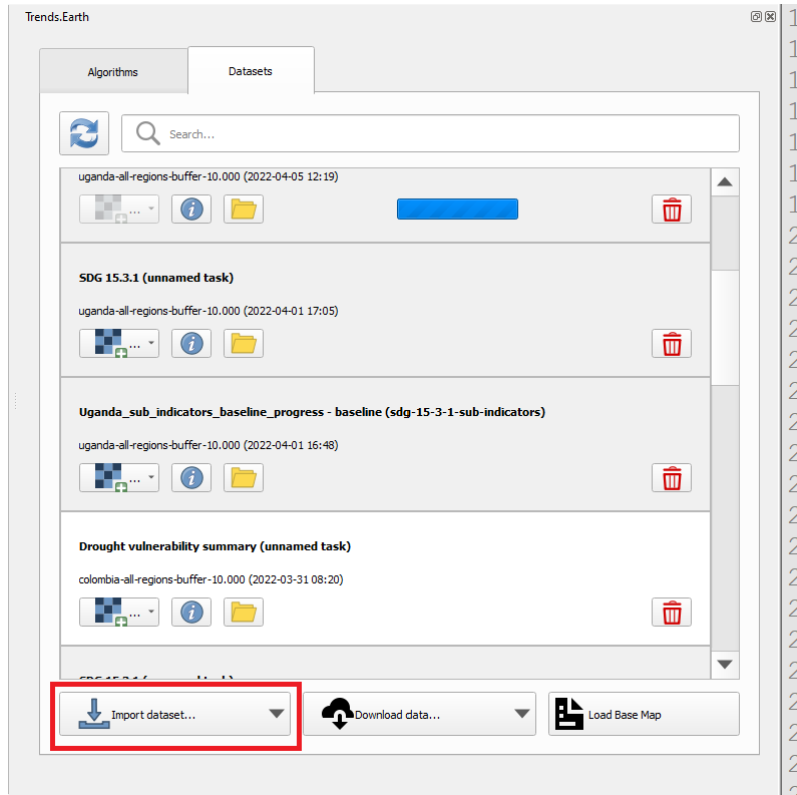 Trends.Earth
Algorithms
Datasets
Search...
uganda-all-regions-buffer-10.000 (2022-04-05 12:19)
...
SDG 15.3.1 (unnamed task)
uganda-all-regions-buffer-10.000 (2022-04-01 17:05)
...
Uganda_sub_indicators_baseline_progress - baseline (sdg-15-3-1-sub-indicators)
uganda-all-regions-buffer-10.000 (2022-04-01 16:48)
...
Drought vulnerability summary (unnamed task)
colombia-all-regions-buffer-10.000 (2022-03-31 08:20)
...
Import dataset...
Download data...
Load Base Map